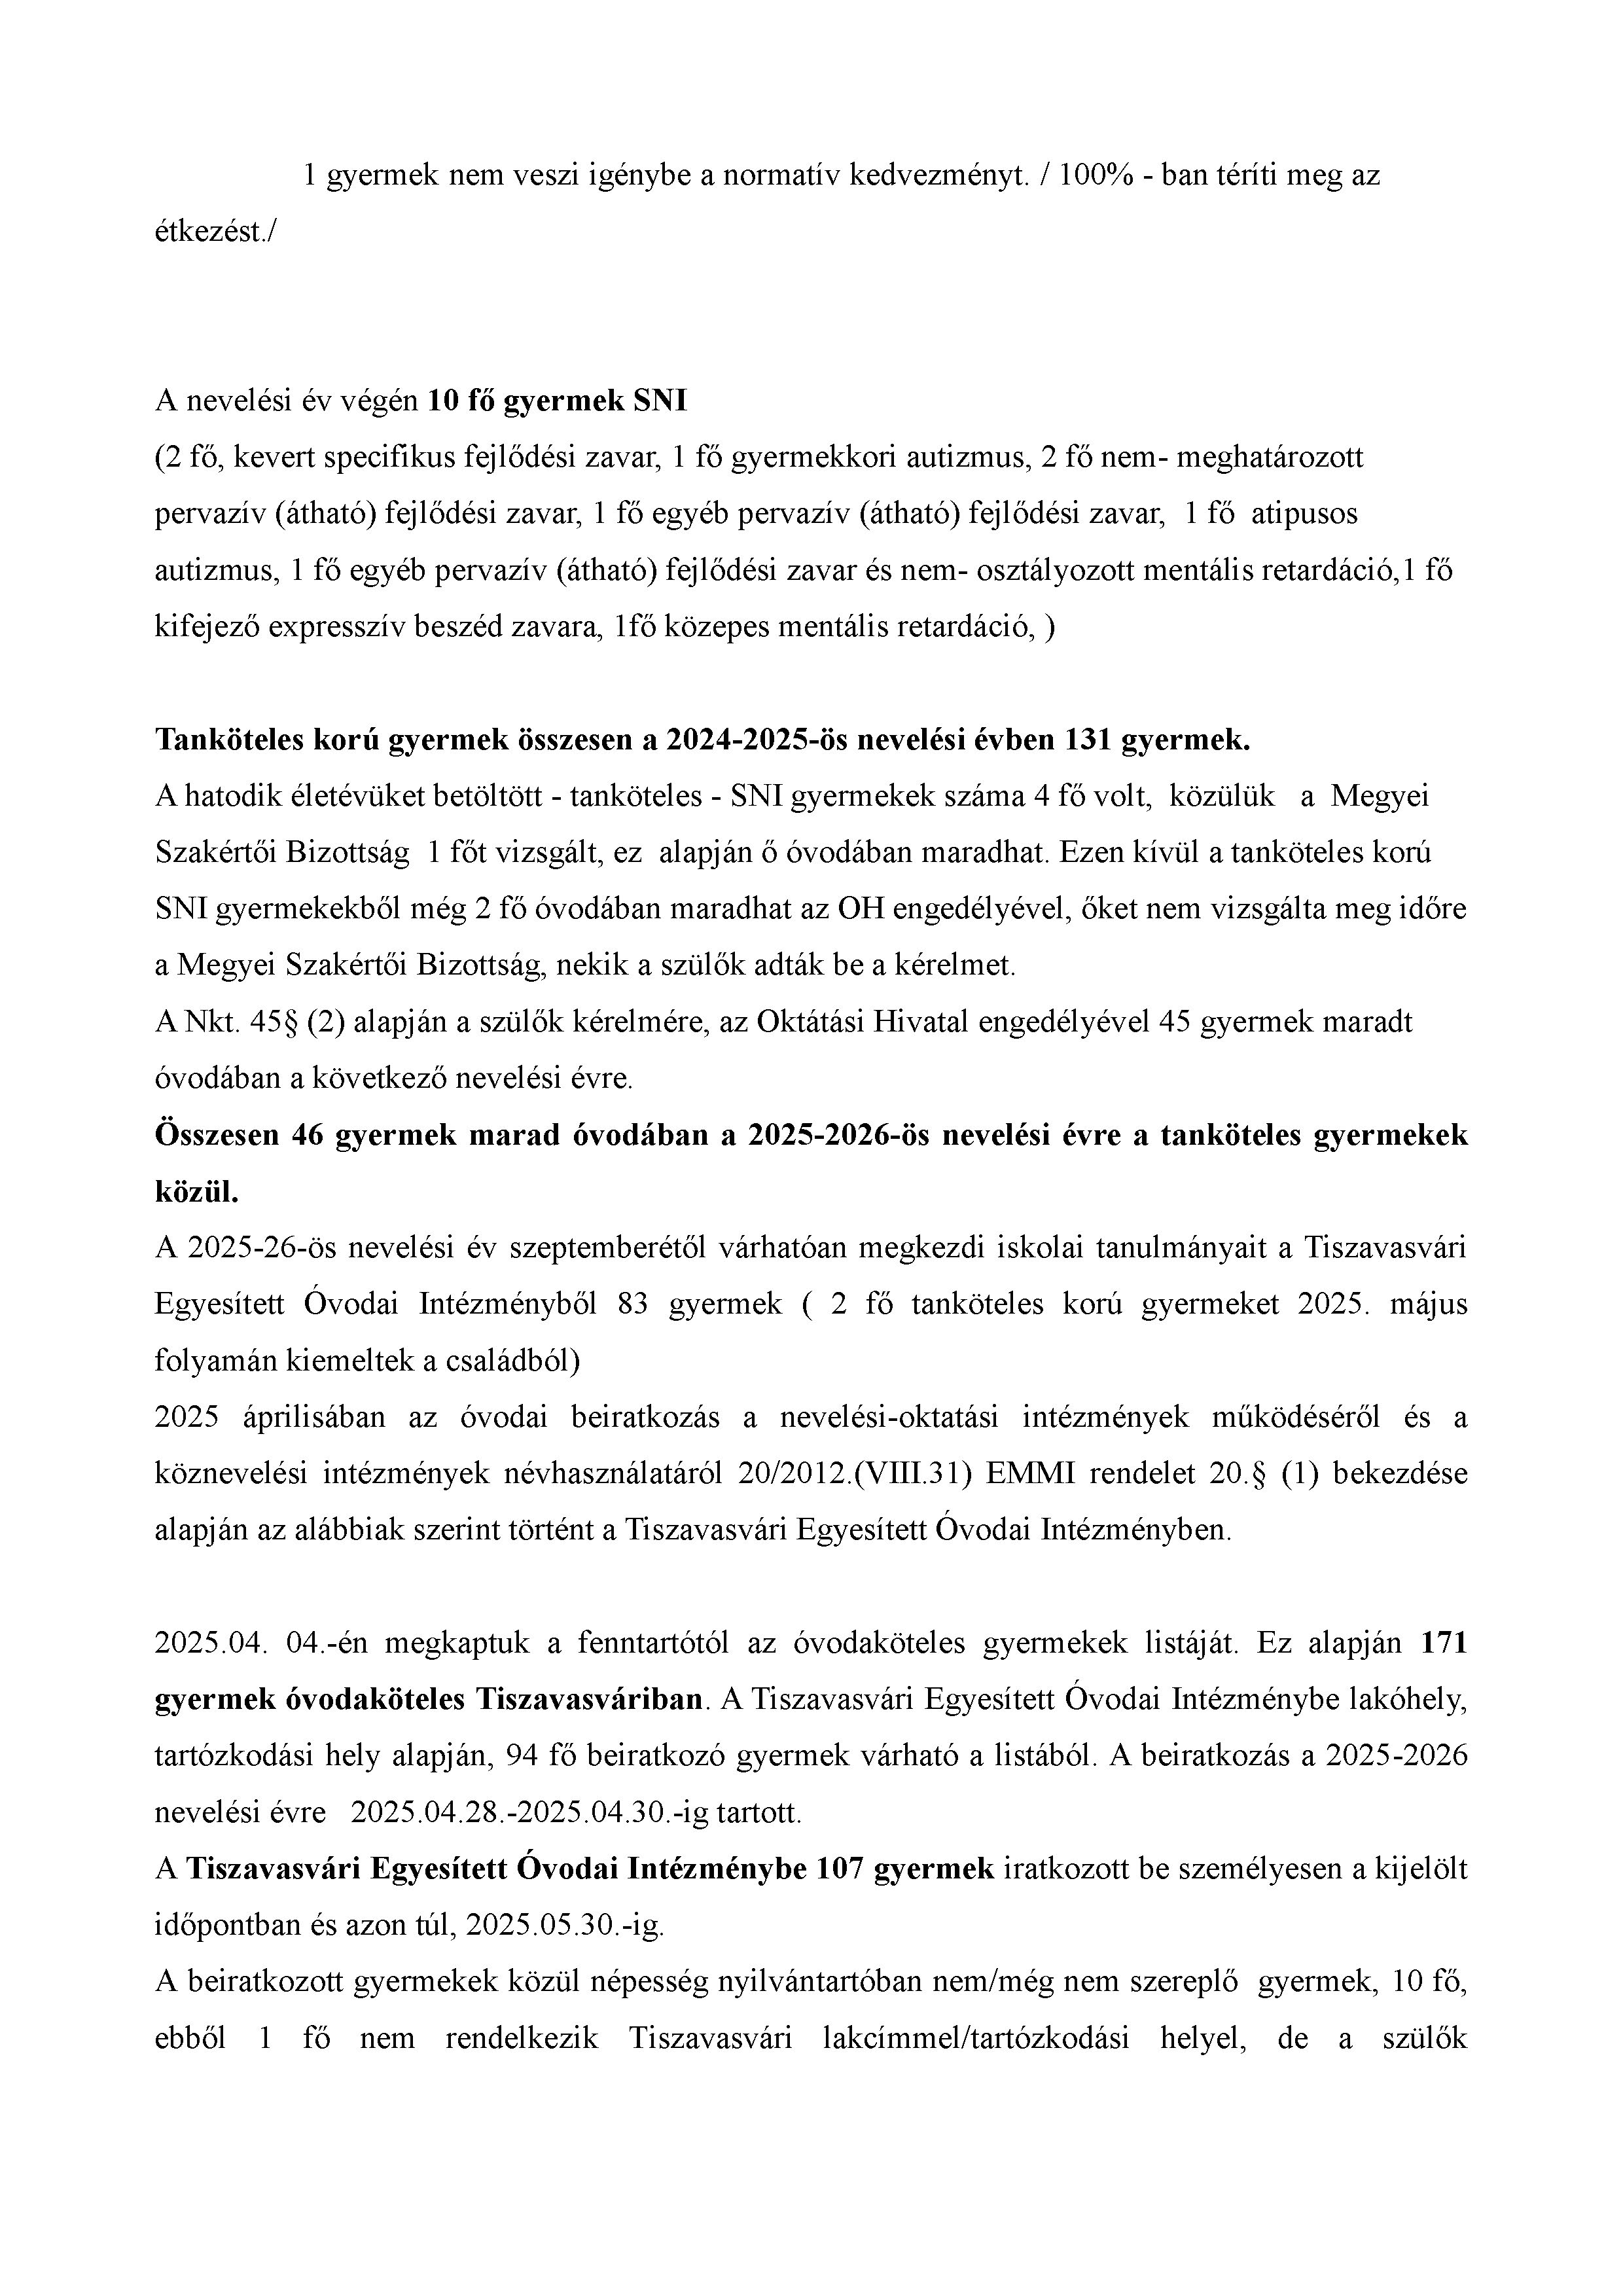 1 gyermek nem veszi igénybe a normatív kedvezményt. / 100% - ban téríti meg az
étkezést./
A nevelési év végén 10 fő gyermek SNI
(2 fő, kevert specifikus fejlődési zavar, 1 fő gyermekkori autizmus, 2 fő nem- meghatározott
pervazív (átható) fejlődési zavar, 1 fő egyéb pervazív (átható) fejlődési zavar,  1 fő  atipusos
autizmus, 1 fő egyéb pervazív (átható) fejlődési zavar és nem- osztályozott mentális retardáció,1 fő
kifejező expresszív beszéd zavara, 1fő közepes mentális retardáció, )
Tanköteles korú gyermek összesen a 2024-2025-ös nevelési évben 131 gyermek.
A hatodik életévüket betöltött - tanköteles - SNI gyermekek száma 4 fő volt,  közülük   a  Megyei
Szakértői Bizottság  1 főt vizsgált, ez  alapján ő óvodában maradhat. Ezen kívül a tanköteles korú
SNI gyermekekből még 2 fő óvodában maradhat az OH engedélyével, őket nem vizsgálta meg időre
a Megyei Szakértői Bizottság, nekik a szülők adták be a kérelmet.
A Nkt. 45§ (2) alapján a szülők kérelmére, az Oktátási Hivatal engedélyével 45 gyermek maradt
óvodában a következő nevelési évre.
Összesen 46 gyermek marad óvodában a 2025-2026-ös nevelési évre a tanköteles gyermekek
közül.
A 2025-26-ös nevelési év szeptemberétől várhatóan megkezdi iskolai tanulmányait a Tiszavasvári
Egyesített Óvodai Intézményből 83 gyermek ( 2 fő tanköteles korú gyermeket 2025. május
folyamán kiemeltek a családból)
2025 áprilisában az óvodai beiratkozás a nevelési-oktatási intézmények működéséről és a
köznevelési intézmények névhasználatáról 20/2012.(VIII.31) EMMI rendelet 20.§ (1) bekezdése
alapján az alábbiak szerint történt a Tiszavasvári Egyesített Óvodai Intézményben.
2025.04. 04.-én megkaptuk a fenntartótól az óvodaköteles gyermekek listáját. Ez alapján 171
gyermek óvodaköteles Tiszavasváriban. A Tiszavasvári Egyesített Óvodai Intézménybe lakóhely,
tartózkodási hely alapján, 94 fő beiratkozó gyermek várható a listából. A beiratkozás a 2025-2026
nevelési évre   2025.04.28.-2025.04.30.-ig tartott.
A Tiszavasvári Egyesített Óvodai Intézménybe 107 gyermek iratkozott be személyesen a kijelölt
időpontban és azon túl, 2025.05.30.-ig.
A beiratkozott gyermekek közül népesség nyilvántartóban nem/még nem szereplő  gyermek, 10 fő,
ebből 1 fő nem rendelkezik Tiszavasvári lakcímmel/tartózkodási helyel, de a szülők